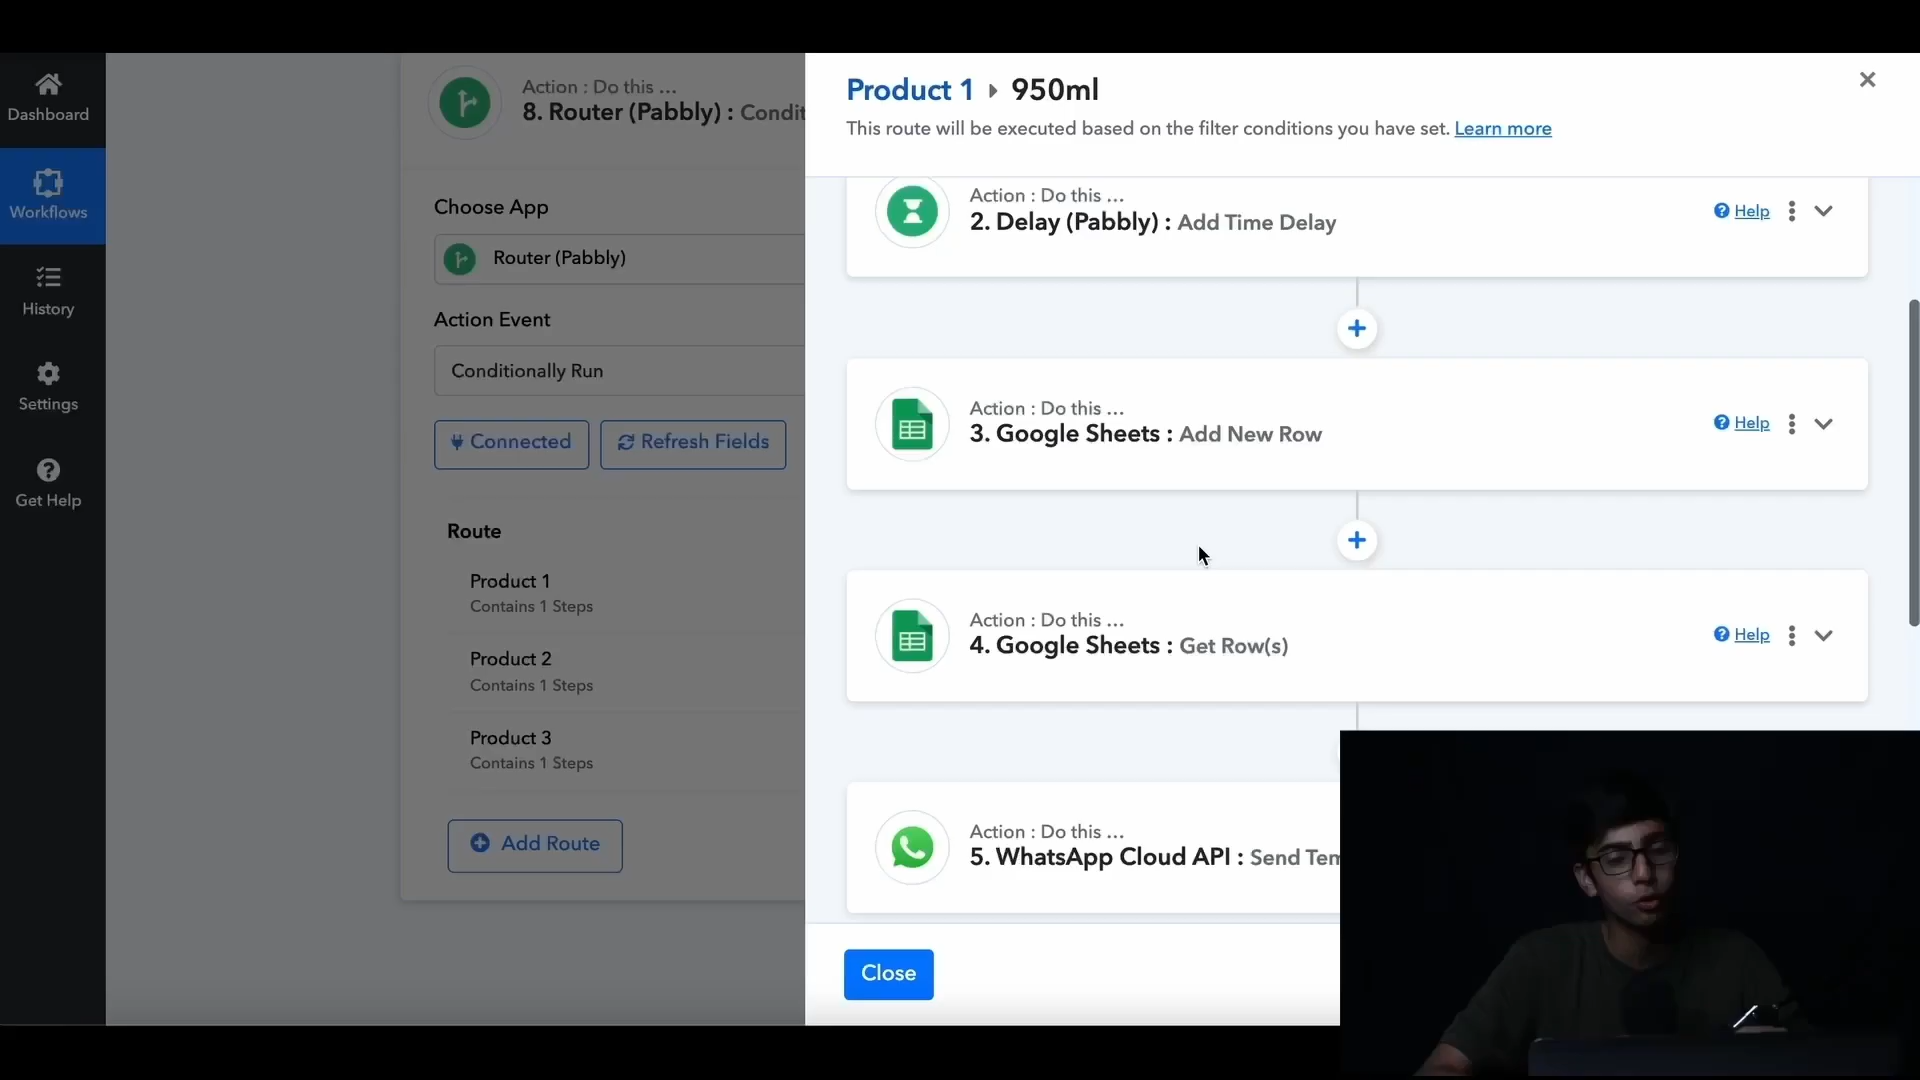 Dashboard
Workflows
History
Settings
Get Help
Action : Do this ...
8. Router (Pabbly) : Condit
Choose App
Router (Pabbly)
Action Event
Conditionally Run
Connected
Refresh Fields
Route
Product 1
Contains 1 Steps
Product 2
Contains 1 Steps
Product 3
Contains 1 Steps
Add Route
Product 1 950ml
This route will be executed based on the filter conditions you have set. Learn more
Action : Do this ...
2. Delay (Pabbly) : Add Time Delay
Help
Action : Do this ...
3. Google Sheets : Add New Row
Help
Action : Do this ...
4. Google Sheets : Get Row(s)
Help
Action : Do this ...
5. WhatsApp Cloud API : Send Tem
Close